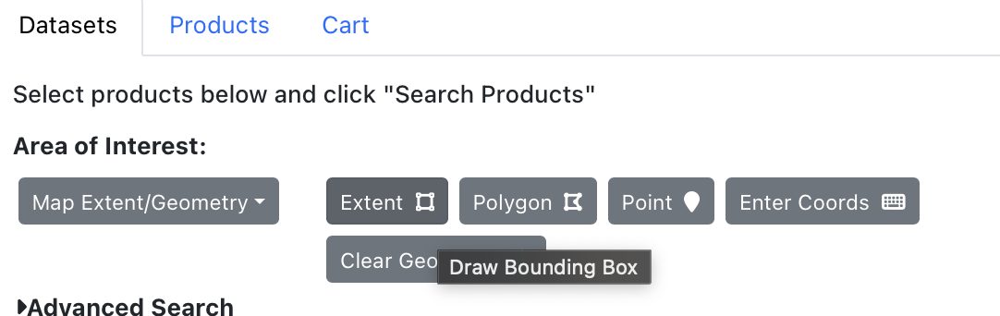 Datasets Products Cart
Select products below and click "Search Products"
Area of Interest:
Map Extent/Geometry Extent Polygon Point Enter Coords
Clear Geo
Draw Bounding Box
Advanced Search